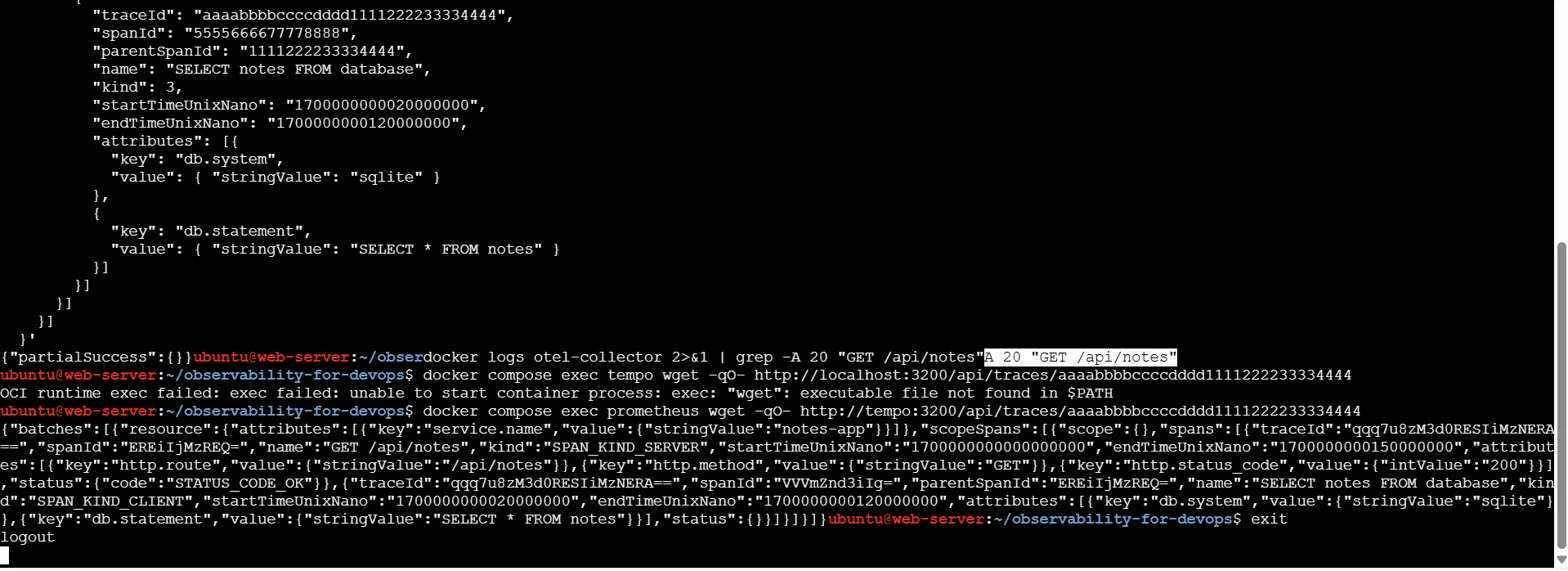 {
"traceId": "aaaabbbbccccdddd1111222233334444",
"spanId": "5555666677778888",
"parentSpanId": "1111222233334444",
"name": "SELECT notes FROM database",
"kind": 3,
"startTimeUnixNano": "1700000000020000000",
"endTimeUnixNano": "1700000000120000000",
"attributes": [{
"key": "db.system",
"value": { "stringValue": "sqlite" }
},
{
"key": "db.statement",
"value": { "stringValue": "SELECT * FROM notes" }
}]
}]
}]
}]
}'
{"partialSuccess":{}}ubuntu@web-server:~/obserdocker logs otel-collector 2>&1 | grep -A 20 "GET /api/notes"A 20 "GET /api/notes"
ubuntu@web-server:~/observability-for-devops$ docker compose exec tempo wget -qO- http://localhost:3200/api/traces/aaaabbbbccccdddd1111222233334444
OCI runtime exec failed: exec failed: unable to start container process: exec: "wget": executable file not found in $PATH
ubuntu@web-server:~/observability-for-devops$ docker compose exec prometheus wget -qO- http://tempo:3200/api/traces/aaaabbbbccccdddd1111222233334444
{"batches":[{"resource":{"attributes":[{"key":"service.name","value":{"stringValue":"notes-app"}}]},"scopeSpans":[{"scope":{},"spans":[{"traceId":"qqq7u8zM3d0RESIiMzNERA
==","spanId":"EREiIjMzREQ=","name":"GET /api/notes","kind":"SPAN_KIND_SERVER","startTimeUnixNano":"1700000000000000000","endTimeUnixNano":"1700000000150000000","attribut
es":[{"key":"http.route","value":{"stringValue":"/api/notes"}},{"key":"http.method","value":{"stringValue":"GET"}},{"key":"http.status_code","value":{"intValue":"200"}}]
,"status":{"code":"STATUS_CODE_OK"}},{"traceId":"qqq7u8zM3d0RESIiMzNERA==","spanId":"VVVmZnd3iIg=","parentSpanId":"EREiIjMzREQ=","name":"SELECT notes FROM database","kin
d":"SPAN_KIND_CLIENT","startTimeUnixNano":"1700000000020000000","endTimeUnixNano":"1700000000120000000","attributes":[{"key":"db.system","value":{"stringValue":"sqlite"}
},{"key":"db.statement","value":{"stringValue":"SELECT * FROM notes"}}],"status":{}}]}]}]}ubuntu@web-server:~/observability-for-devops$ exit
logout